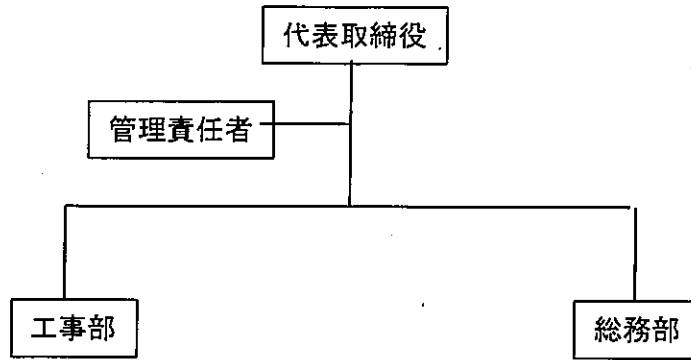 代表取締役
管理責任者
工事部
総務部